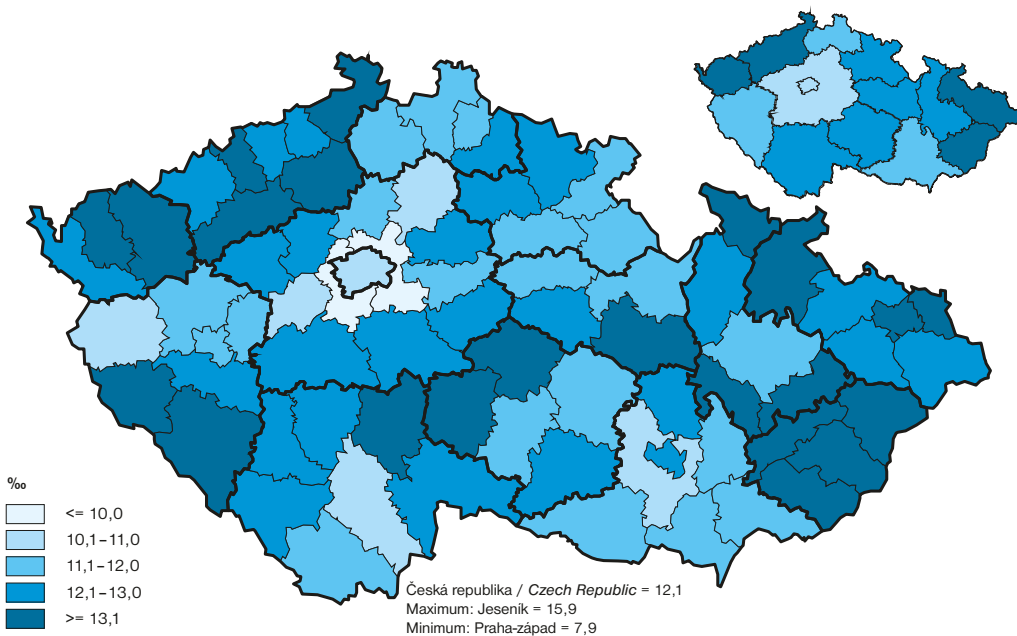 ‰
<= 10,0
10,1–11,0
11,1–12,0
12,1–13,0
>= 13,1
Česká republika / Czech Republic = 12,1
Maximum: Jeseník = 15,9
Minimum: Praha-západ = 7,9